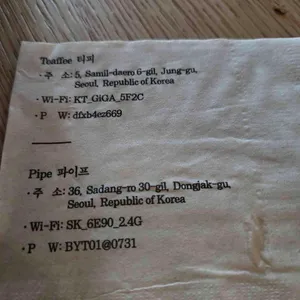 Teaffee 티피
· 주 소: 5, Samil-daero 6-gil, Jung-gu,
Seoul, Republic of Korea
· Wi-Fi: KT_GiGA_5F2C
· P W: dfxb4ez669
Pipe 파이프
· 주 소: 36, Sadang-ro 30-gil, Dongjak-gu,
Seoul, Republic of Korea
· Wi-Fi: SK_6E90_2.4G
· P W: BYT01@0731